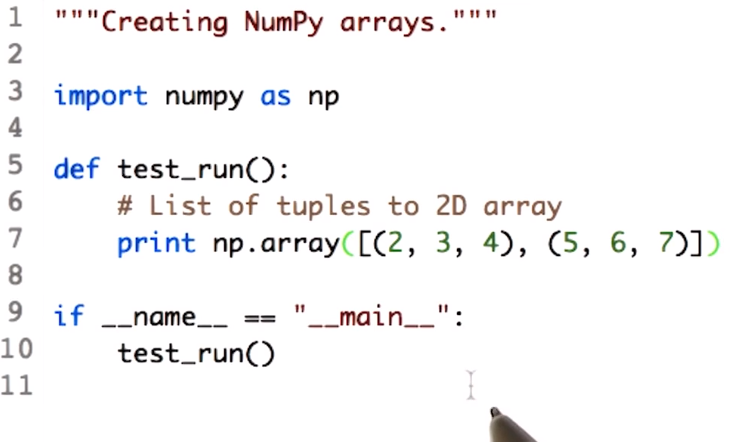 1 """Creating NumPy arrays."""
2
3 import numpy as np
4
5 def test_run():
6     # List of tuples to 2D array
7     print np.array([(2, 3, 4), (5, 6, 7)])
8
9 if __name__ == "__main__":
10     test_run()
11